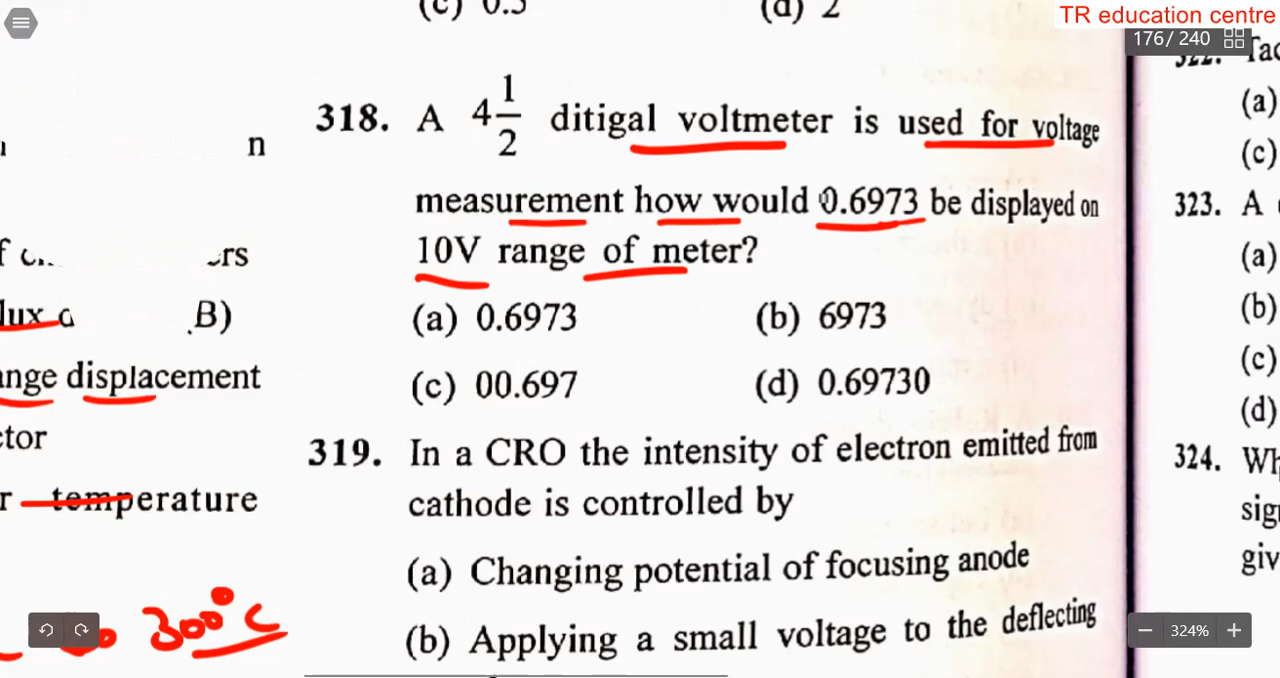 TR education centre
176/240
(c) 0.5 (d) 2
318. A 4 1/2 ditigal voltmeter is used for voltage
measurement how would 0.6973 be displayed on
10V range of meter?
(a) 0.6973 (b) 6973
(c) 00.697 (d) 0.69730
319. In a CRO the intensity of electron emitted from
cathode is controlled by
(a) Changing potential of focusing anode
(b) Applying a small voltage to the deflecting
n
B)
displacement
temperature
300°C
(a)
(c)
323. A
(a)
(b)
(c)
(d)
324.
324%